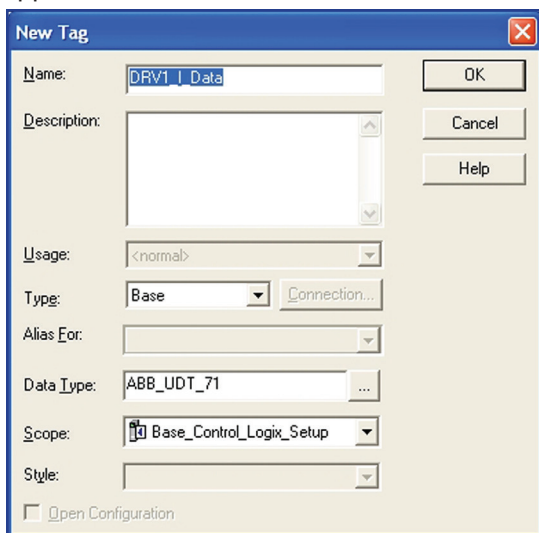 New Tag
Name: DRV1_I_Data OK
Description: Cancel
Help
Usage: <normal>
Type: Base Connection...
Alias For:
Data Type: ABB_UDT_71 ...
Scope: Base_Control_Logix_Setup
Style:
Open Configuration